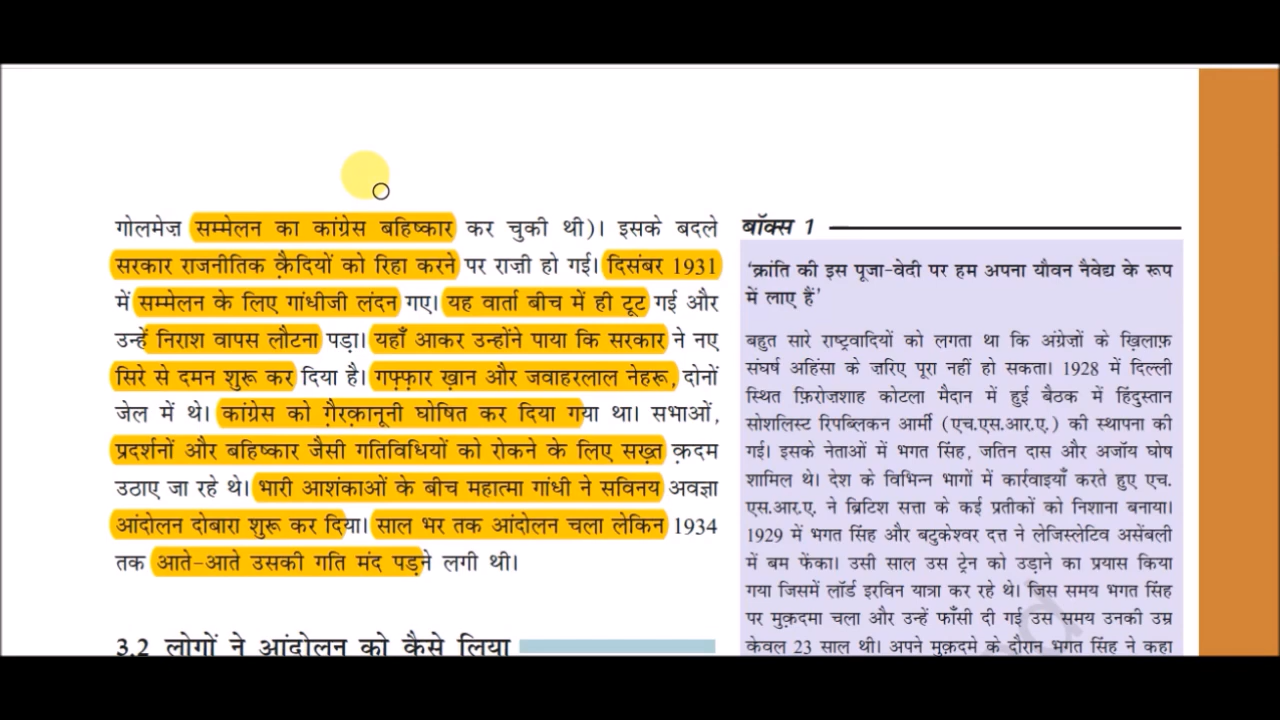 गोलमेज़ सम्मेलन का कांग्रेस बहिष्कार कर चुकी थी)। इसके बदले
सरकार राजनीतिक क़ैदियों को रिहा करने पर राज़ी हो गई। दिसंबर 1931
में सम्मेलन के लिए गांधीजी लंदन गए। यह वार्ता बीच में ही टूट गई और
उन्हें निराश वापस लौटना पड़ा। यहाँ आकर उन्होंने पाया कि सरकार ने नए
सिरे से दमन शुरू कर दिया है। गफ़्फ़ार ख़ान और जवाहरलाल नेहरू, दोनों
जेल में थे। कांग्रेस को ग़ैरक़ानूनी घोषित कर दिया गया था। सभाओं,
प्रदर्शनों और बहिष्कार जैसी गतिविधियों को रोकने के लिए सख़्त क़दम
उठाए जा रहे थे। भारी आशंकाओं के बीच महात्मा गांधी ने सविनय अवज्ञा
आंदोलन दोबारा शुरू कर दिया। साल भर तक आंदोलन चला लेकिन 1934
तक आते-आते उसकी गति मंद पड़ने लगी थी।
3.2 लोगों ने आंदोलन को कैसे लिया
बॉक्स 1
‘क्रांति की इस पूजा-वेदी पर हम अपना यौवन नैवेद्य के रूप
में लाए हैं’
बहुत सारे राष्ट्रवादियों को लगता था कि अंग्रेजों के ख़िलाफ़
संघर्ष अहिंसा के ज़रिए पूरा नहीं हो सकता। 1928 में दिल्ली
स्थित फ़िरोज़शाह कोटला मैदान में हुई बैठक में हिंदुस्तान
सोशलिस्ट रिपब्लिकन आर्मी (एच.एस.आर.ए.) की स्थापना की
गई। इसके नेताओं में भगत सिंह, जतिन दास और अजॉय घोष
शामिल थे। देश के विभिन्न भागों में कार्रवाइयाँ करते हुए एच.
एस.आर.ए. ने ब्रिटिश सत्ता के कई प्रतीकों को निशाना बनाया।
1929 में भगत सिंह और बटुकेश्वर दत्त ने लेजिस्लेटिव असेंबली
में बम फेंका। उसी साल उस ट्रेन को उड़ाने का प्रयास किया
गया जिसमें लॉर्ड इरविन यात्रा कर रहे थे। जिस समय भगत सिंह
पर मुक़दमा चला और उन्हें फाँसी दी गई उस समय उनकी उम्र
केवल 23 साल थी। अपने मुक़दमे के दौरान भगत सिंह ने कहा